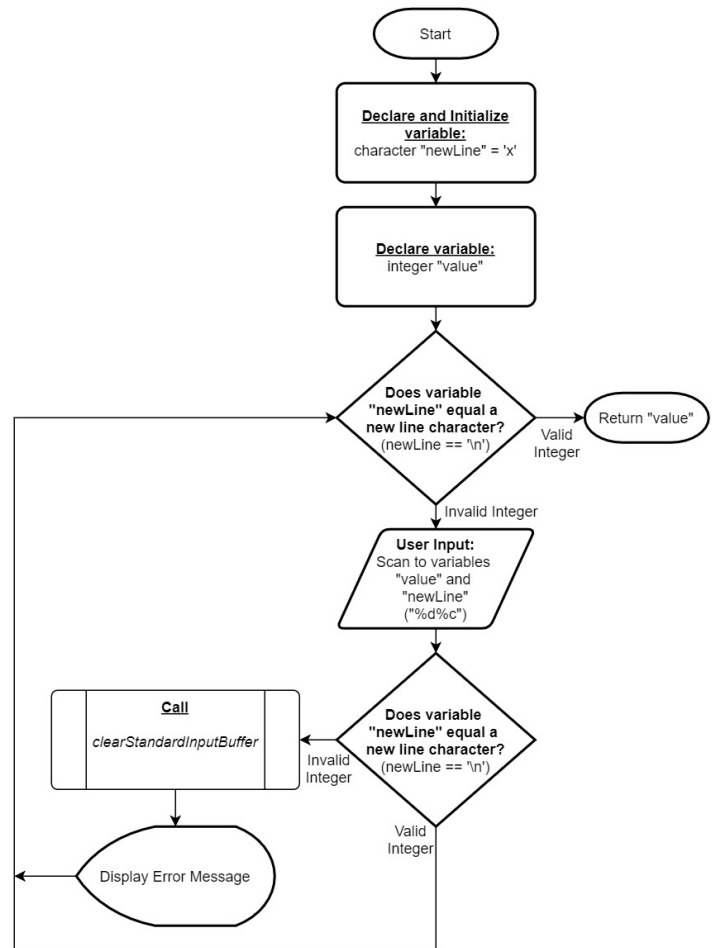 Start
Declare and Initialize
variable:
character "newLine" = 'x'
Declare variable:
integer "value"
Does variable
"newLine" equal a
new line character?
(newLine == '\n')
Valid
Integer
Return "value"
Invalid Integer
User Input:
Scan to variables
"value" and
"newLine"
("%d%c")
Does variable
"newLine" equal a
new line character?
(newLine == '\n')
Invalid
Integer
Call
clearStandardInputBuffer
Valid
Integer
Display Error Message